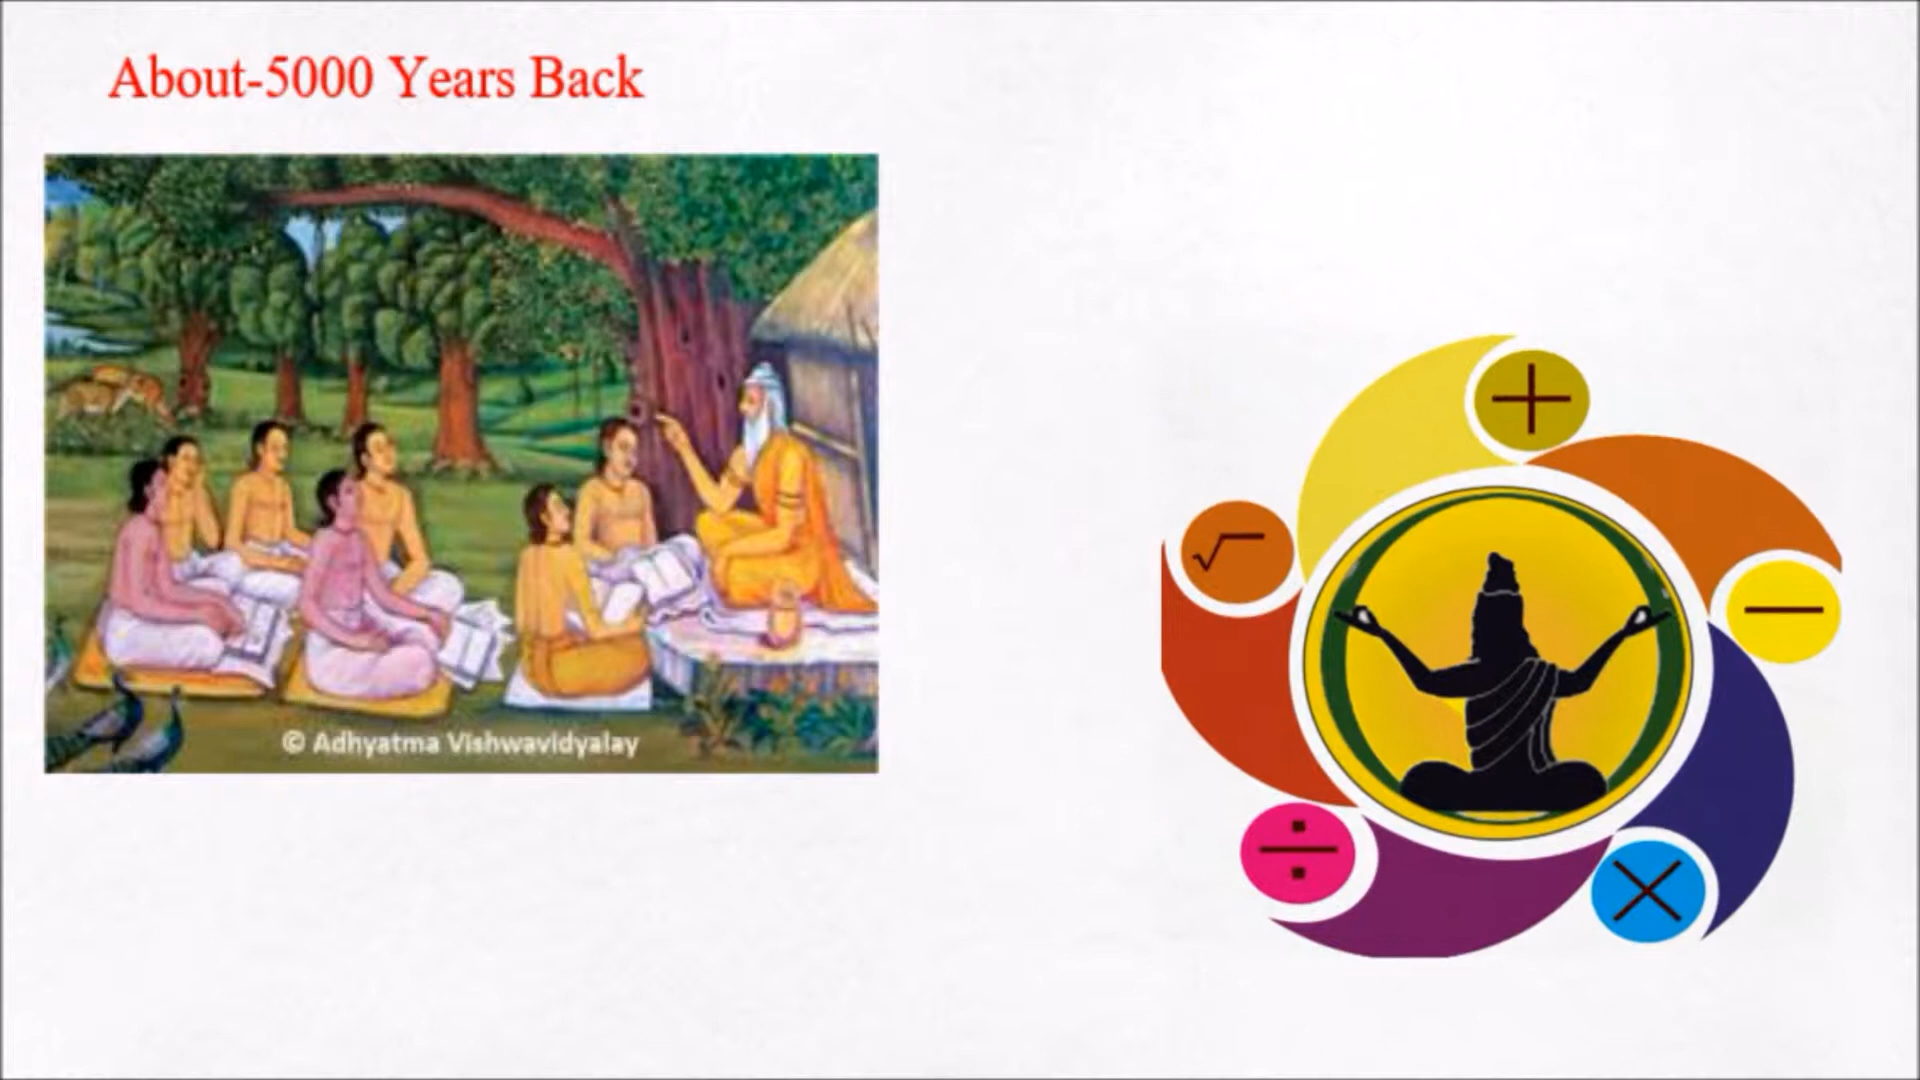 About-5000 Years Back
© Adhyatma Vishwavidyalay
+
√
−
÷
×